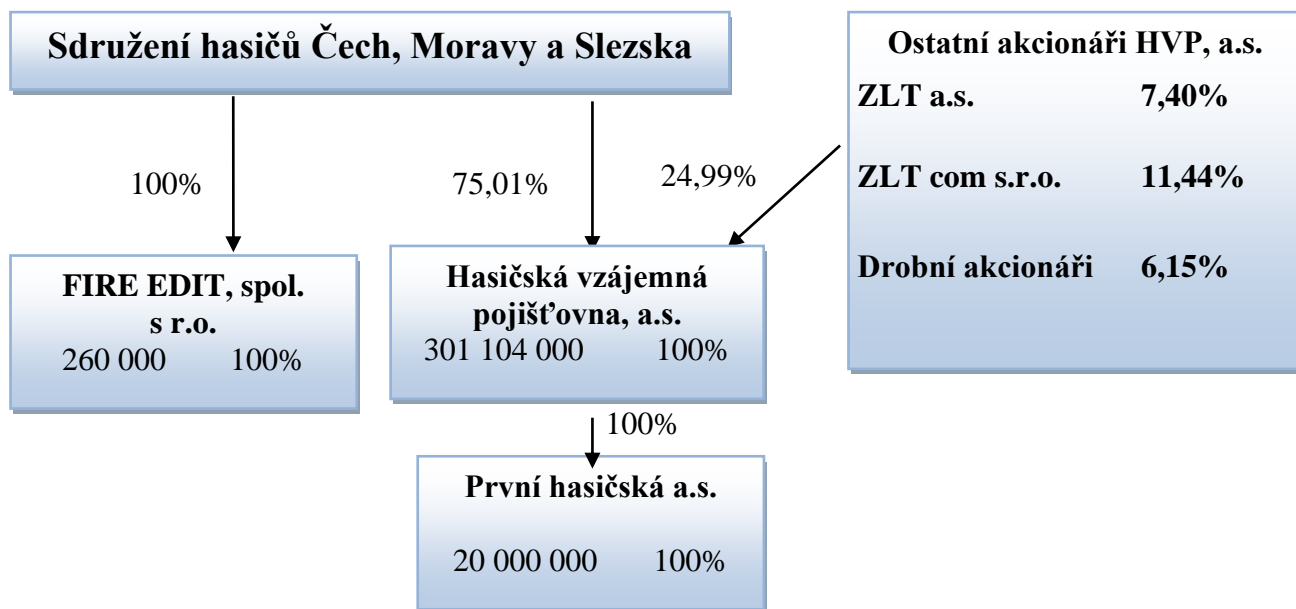 Sdružení hasičů Čech, Moravy a Slezska
Ostatní akcionáři HVP, a.s.
ZLT a.s. 7,40%
ZLT com s.r.o. 11,44%
Drobní akcionáři 6,15%
100%
75,01%
24,99%
FIRE EDIT, spol.
s r.o.
260 000 100%
Hasičská vzájemná
pojišťovna, a.s.
301 104 000 100%
100%
První hasičská a.s.
20 000 000 100%